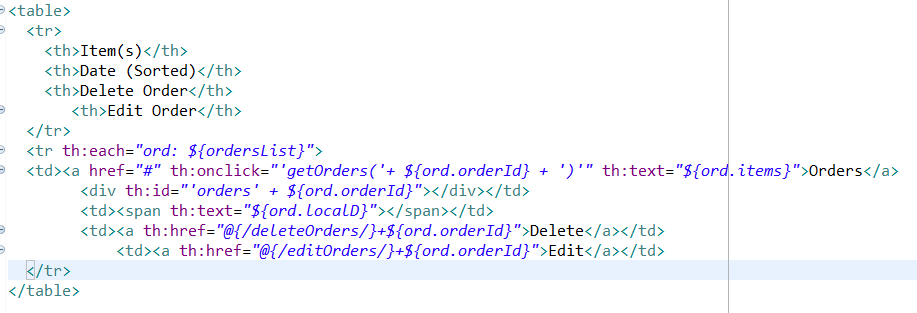 <table>
<tr>
<th>Item(s)</th>
<th>Date (Sorted)</th>
<th>Delete Order</th>
<th>Edit Order</th>
</tr>
<tr th:each="ord: ${ordersList}">
<td><a href="#" th:onclick="'getOrders('+ ${ord.orderId} + ')'" th:text="${ord.items}">Orders</a>
<div th:id="'orders' + ${ord.orderId}"></div></td>
<td><span th:text="${ord.localD}"></span></td>
<td><a th:href="@{/deleteOrders/}+${ord.orderId}">Delete</a></td>
<td><a th:href="@{/editOrders/}+${ord.orderId}">Edit</a></td>
</tr>
</table>